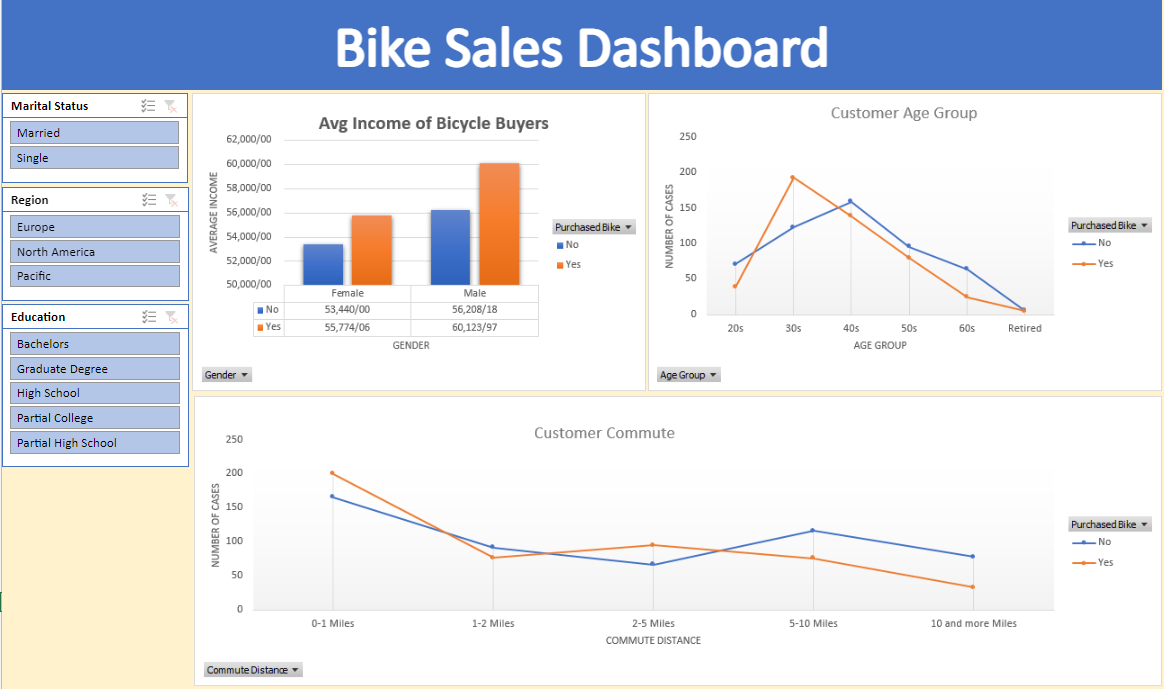 Bike Sales Dashboard
Marital Status
Married
Single
Region
Europe
North America
Pacific
Education
Bachelors
Graduate Degree
High School
Partial College
Partial High School
Avg Income of Bicycle Buyers
AVERAGE INCOME
62,000/00
60,000/00
58,000/00
56,000/00
54,000/00
52,000/00
50,000/00
Female Male
No 53,440/00 56,208/18
Yes 55,774/06 60,123/97
GENDER
Purchased Bike
No
Yes
Gender
Customer Age Group
NUMBER OF CASES
250
200
150
100
50
0
20s 30s 40s 50s 60s Retired
AGE GROUP
Purchased Bike
No
Yes
Age Group
Customer Commute
NUMBER OF CASES
250
200
150
100
50
0
0-1 Miles 1-2 Miles 2-5 Miles 5-10 Miles 10 and more Miles
COMMUTE DISTANCE
Purchased Bike
No
Yes
Commute Distance